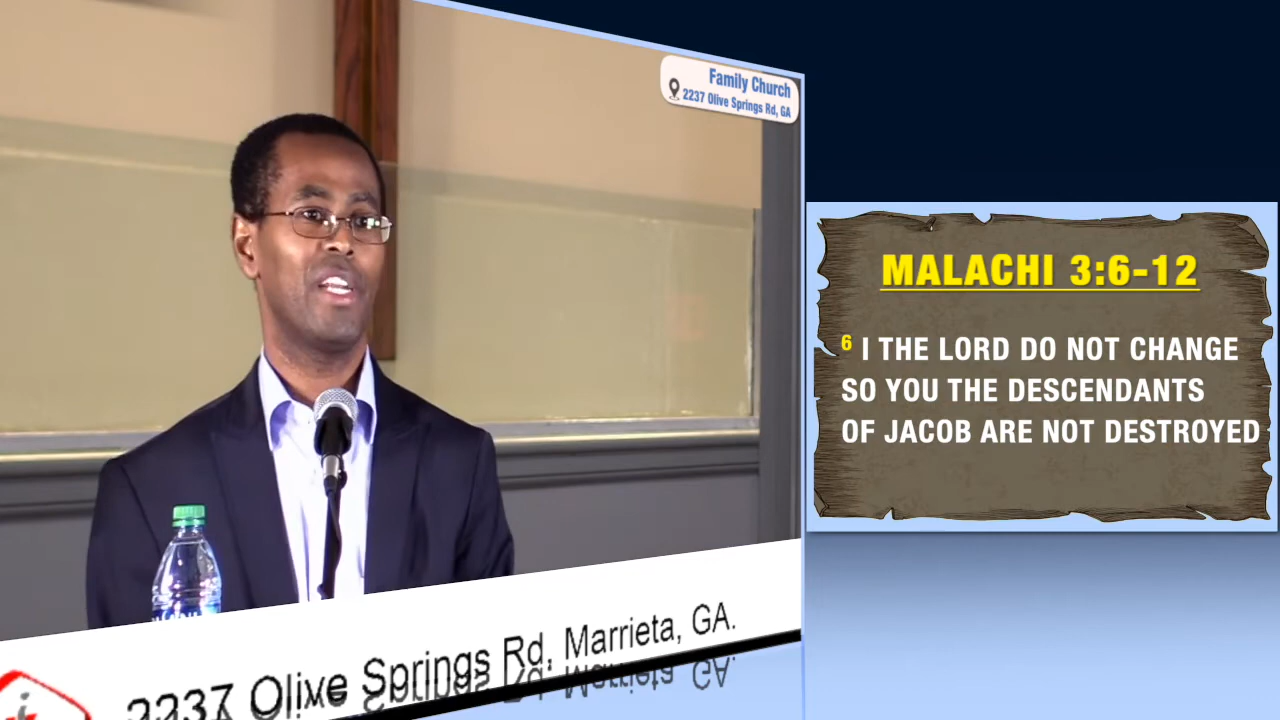 Family Church
2237 Olive Springs Rd, GA
MALACHI 3:6-12
6 I THE LORD DO NOT CHANGE
SO YOU THE DESCENDANTS
OF JACOB ARE NOT DESTROYED
2237 Olive Springs Rd, Marrieta, GA.